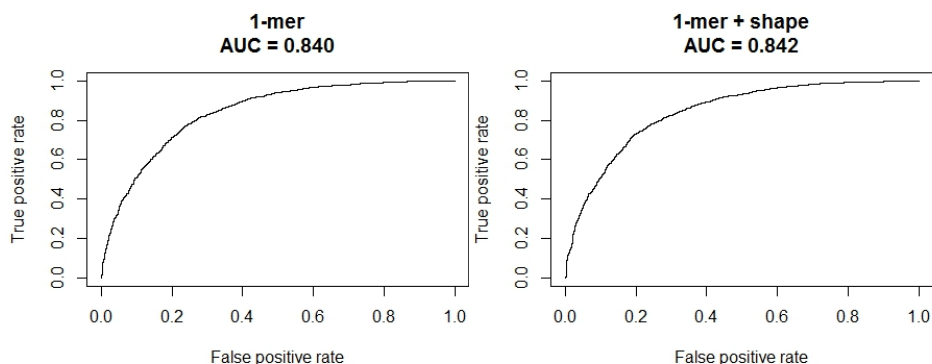 1-mer
AUC = 0.840
True positive rate
1.0
0.8
0.6
0.4
0.2
0.0
0.0 0.2 0.4 0.6 0.8 1.0
False positive rate
1-mer + shape
AUC = 0.842
True positive rate
1.0
0.8
0.6
0.4
0.2
0.0
0.0 0.2 0.4 0.6 0.8 1.0
False positive rate